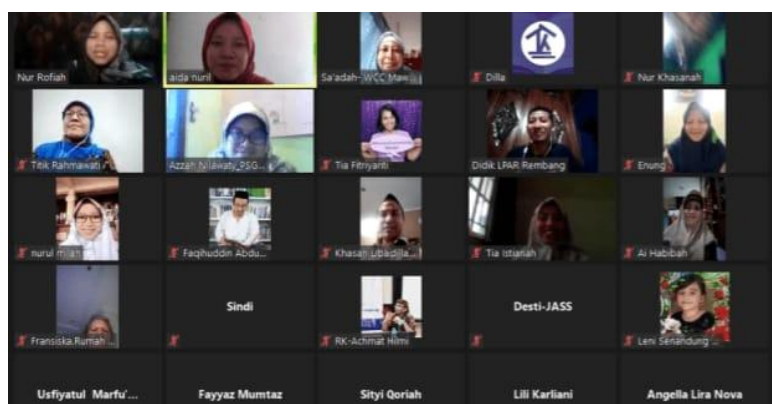 Nur Rofiah
aida nuril
Sa'adah- WCC Maw...
Dilla
Nur Khasanah
Titik Rahmawati
Azzah Nilawaty_PSG...
Tia Fitriyanti
Didik LPAR Rembang
Enung
nurul
Faqihuddin Abdu...
Khasan Ubaidilla...
Tia Istianah
Ai Habibah
Fransiska.Rumah ...
Sindi
RK-Achmat Hilmi
Desti-JASS
Leni Senandung ...
Usfiyatul Marfu'...
Fayyaz Mumtaz
Sityi Qoriah
Lili Karliani
Angella Lira Nova